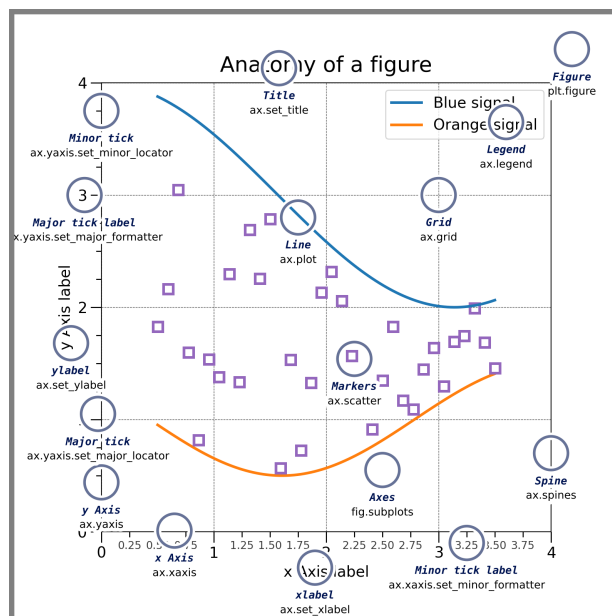 Anatomy of a figure
Title
ax.set_title
Figure
plt.figure
4
Blue signal
Orange signal
Legend
ax.legend
Minor tick
ax.yaxis.set_minor_locator
3
Major tick label
x.yaxis.set_major_formatter
Grid
ax.grid
Line
ax.plot
y Axis label
2
ylabel
ax.set_ylabel
Markers
ax.scatter
Major tick
ax.yaxis.set_major_locator
Spine
ax.spines
Axes
fig.subplots
y Axis
ax.yaxis
0
0.25 0.75 1.25 1.50 1.75 2.25 2.50 2.75 3.25 3.50 3.75
0 1 2 3 4
x Axis
ax.xaxis
x Axis label
Minor tick label
ax.xaxis.set_minor_formatter
xlabel
ax.set_xlabel